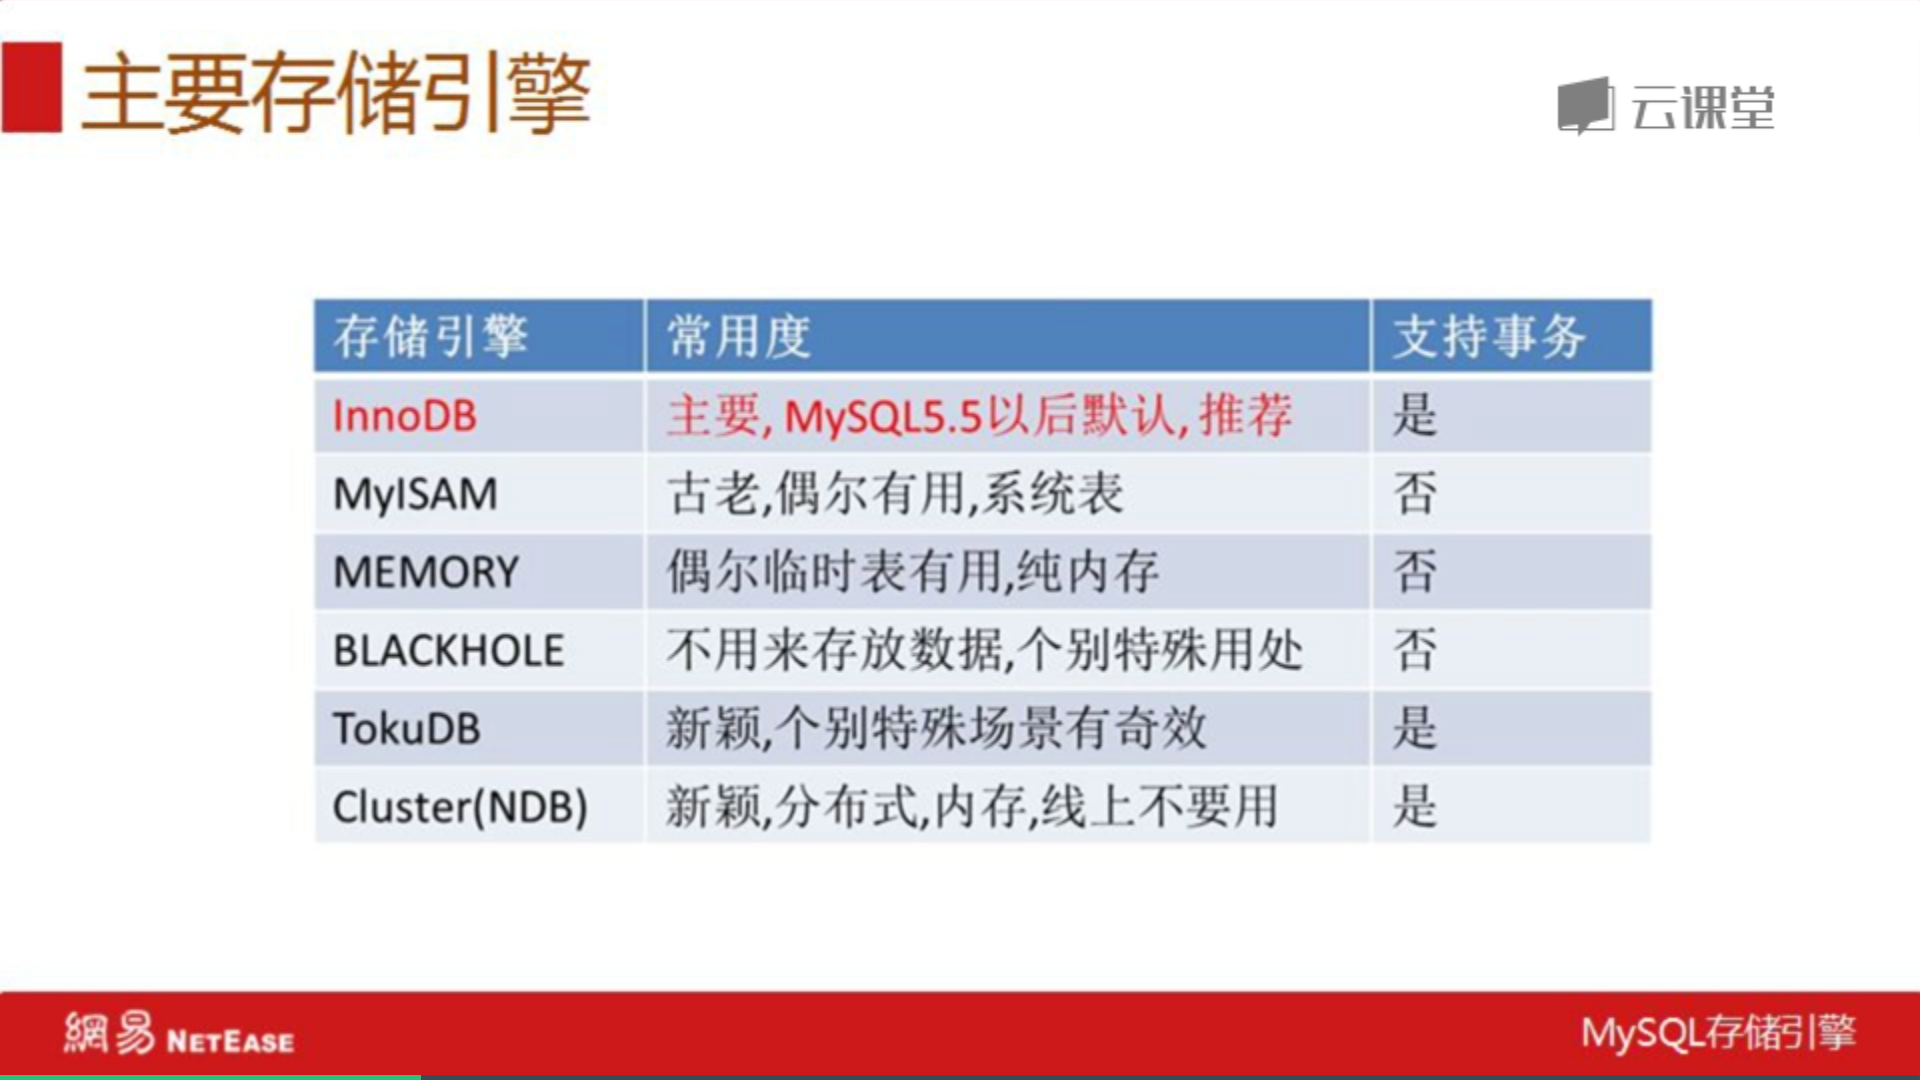 主要存储引擎
云课堂
存储引擎 常用度 支持事务
InnoDB 主要, MySQL5.5以后默认, 推荐 是
MyISAM 古老,偶尔有用,系统表 否
MEMORY 偶尔临时表有用,纯内存 否
BLACKHOLE 不用来存放数据,个别特殊用处 否
TokuDB 新颖,个别特殊场景有奇效 是
Cluster(NDB) 新颖,分布式,内存,线上不要用 是
網易 NETEASE
MySQL存储引擎